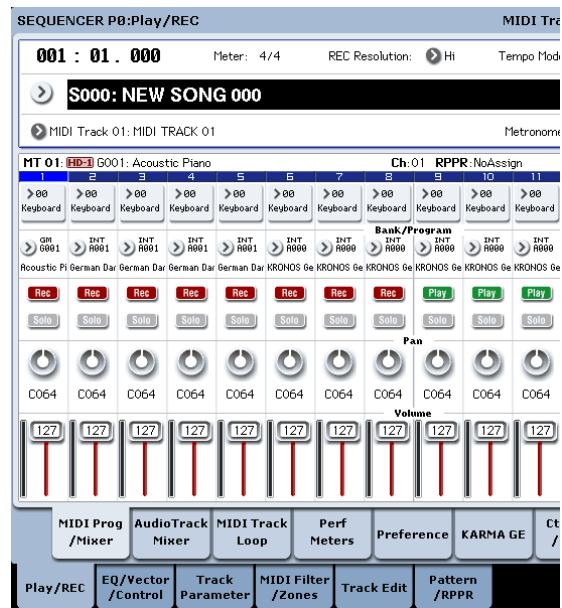 SEQUENCER P0:Play/REC MIDI Tra
001 : 01 . 000 Meter: 4/4 REC Resolution: Hi Tempo Mode
S000: NEW SONG 000
MIDI Track 01: MIDI TRACK 01 Metronome
MT 01: HD-1 G001: Acoustic Piano Ch:01 RPPR:NoAssign
1 2 3 4 5 6 7 8 9 10 11
00 00 00 00 00 00 00 00 00 00 00
Keyboard Keyboard Keyboard Keyboard Keyboard Keyboard Keyboard Keyboard Keyboard Keyboard Keyboard
Bank/Program
GM INT INT INT INT INT INT INT INT INT INT
G001 A001 A001 A001 A001 A000 A000 A000 A000 A000 A000
Acoustic Pi German Dar German Dar German Dar German Dar KRONOS Ge KRONOS Ge KRONOS Ge KRONOS Ge KRONOS Ge KRONOS Ge
Rec Rec Rec Rec Rec Rec Rec Rec Play Play Play
Solo Solo Solo Solo Solo Solo Solo Solo Solo Solo Solo
Pan
C064 C064 C064 C064 C064 C064 C064 C064 C064 C064 C064
Volume
127 127 127 127 127 127 127 127 127 127 127
MIDI Prog AudioTrack MIDI Track Perf Preference KARMA GE Ct
/Mixer Mixer Loop Meters /
Play/REC EQ/Vector Track MIDI Filter Track Edit Pattern
/Control Parameter /Zones /RPPR